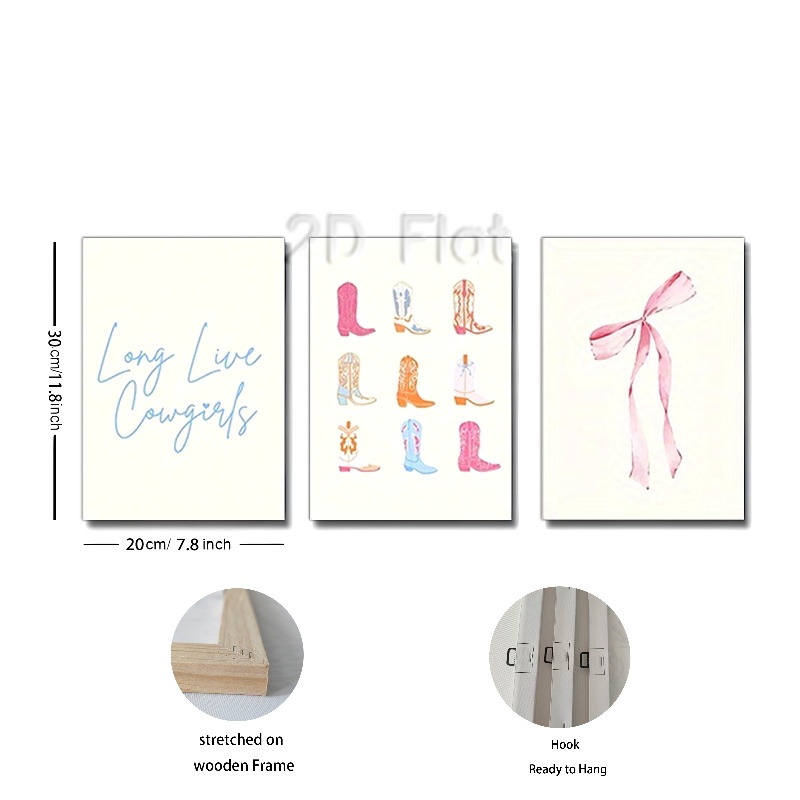 2D Flat
Long Live
Cowgirls
30cm/11.8inch
20cm/ 7.8 inch
stretched on
wooden Frame
Hook
Ready to Hang